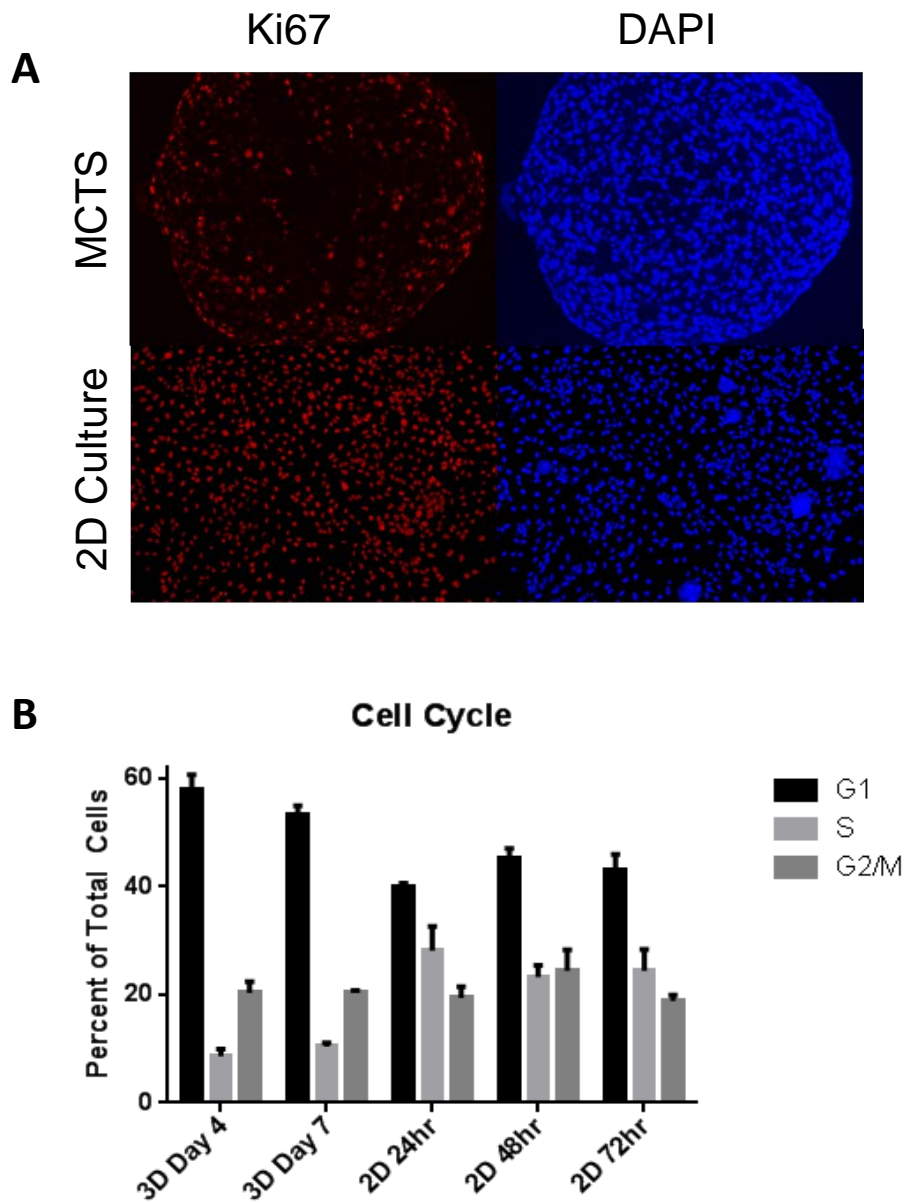 Ki67
DAPI
A
MCTS
2D Culture
B
Cell Cycle
Percent of Total Cells
60
40
20
0
3D Day 4
3D Day 7
2D 24hr
2D 48hr
2D 72hr
G1
S
G2/M